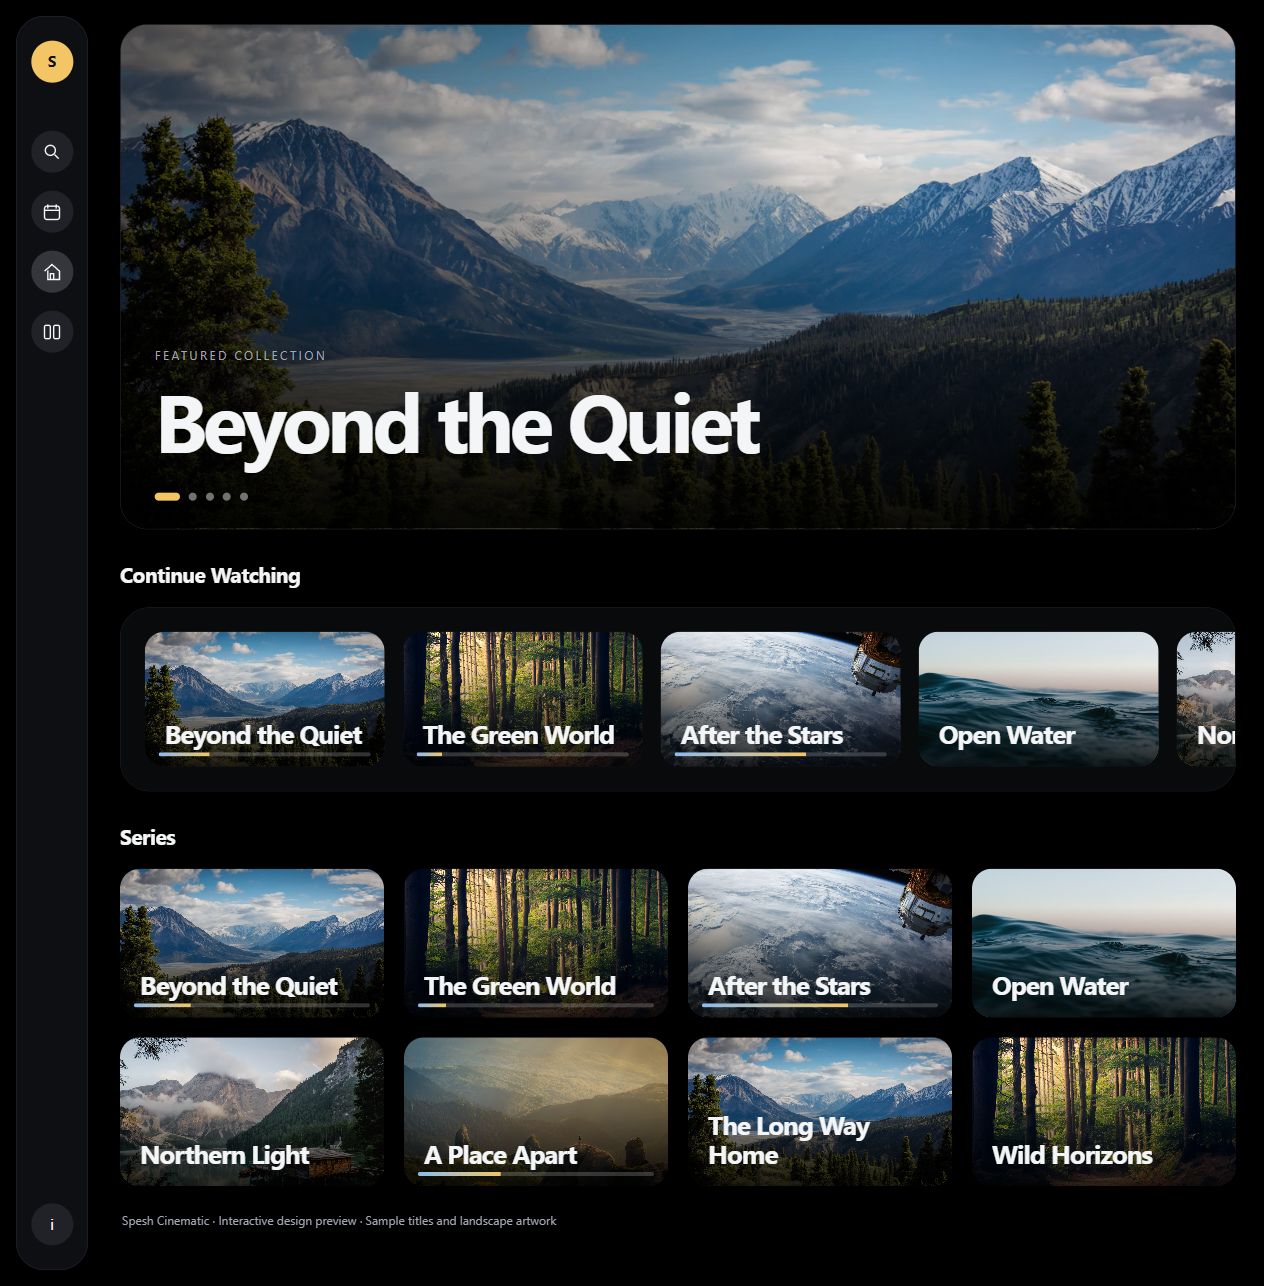 S
FEATURED COLLECTION
Beyond the Quiet
Continue Watching
Beyond the Quiet
The Green World
After the Stars
Open Water
Nor
Series
Beyond the Quiet
The Green World
After the Stars
Open Water
Northern Light
A Place Apart
The Long Way
Home
Wild Horizons
i
Spesh Cinematic · Interactive design preview · Sample titles and landscape artwork